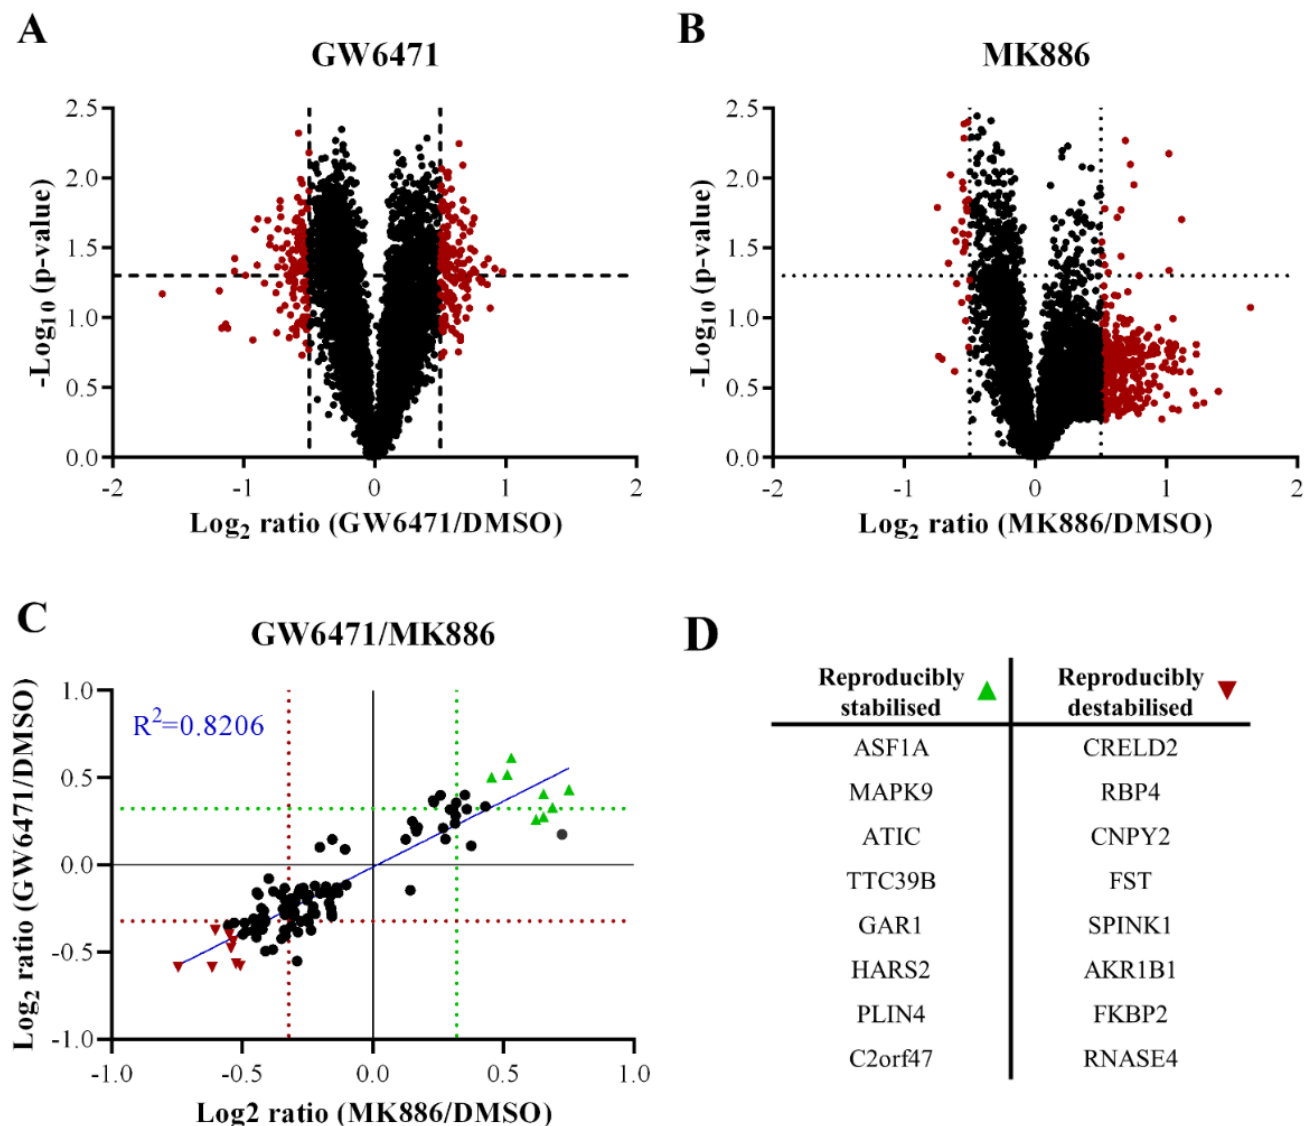 A
GW6471
2.5
2.0
1.5
1.0
0.5
0.0
-2
-1
0
1
2
-Log10 (p-value)
Log2 ratio (GW6471/DMSO)
B
MK886
2.5
2.0
1.5
1.0
0.5
0.0
-2
-1
0
1
2
-Log10 (p-value)
Log2 ratio (MK886/DMSO)
C
GW6471/MK886
R2=0.8206
1.0
0.5
0.0
-0.5
-1.0
-1.0
-0.5
0.0
0.5
1.0
Log2 ratio (GW6471/DMSO)
Log2 ratio (MK886/DMSO)
D
Reproducibly
stabilised
Reproducibly
destabilised
ASF1A CRELD2
MAPK9 RBP4
ATIC CNPY2
TTC39B FST
GAR1 SPINK1
HARS2 AKR1B1
PLIN4 FKBP2
C2orf47 RNASE4